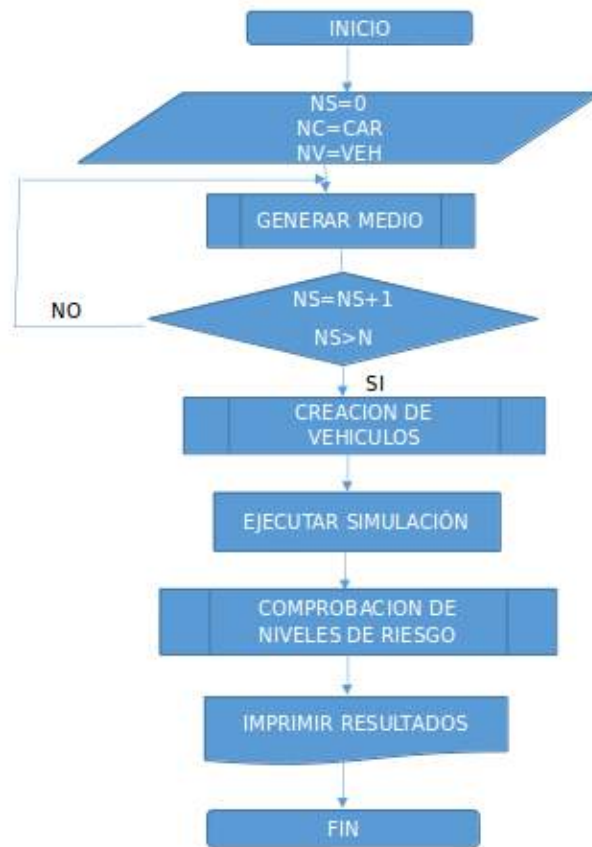 INICIO
NS=0
NC=CAR
NV=VEH
GENERAR MEDIO
NS=NS+1
NS>N
NO
SI
CREACION DE
VEHICULOS
EJECUTAR SIMULACIÓN
COMPROBACION DE
NIVELES DE RIESGO
IMPRIMIR RESULTADOS
FIN